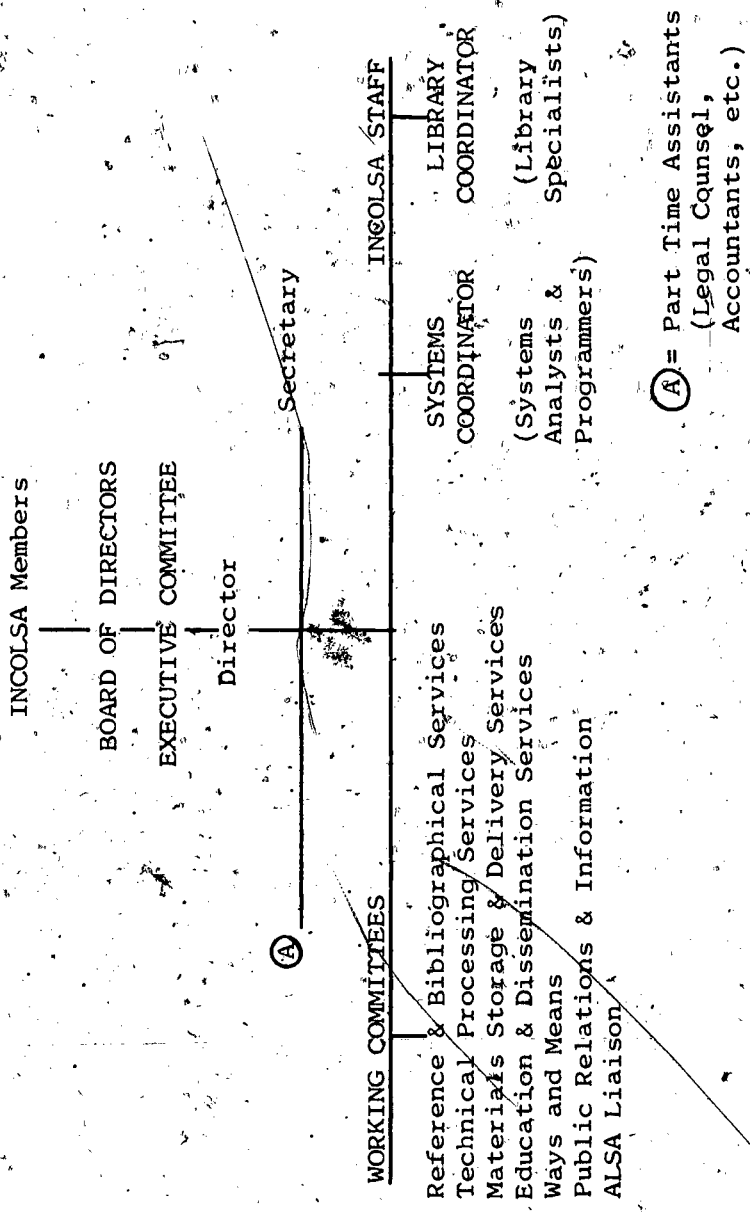 INCOLSA Members
BOARD OF DIRECTORS
EXECUTIVE COMMITTEE
Director
A
Secretary
WORKING COMMITTEES
INCOLSA STAFF
Reference & Bibliographical Services
Technical Processing Services
Materials Storage & Delivery Services
Education & Dissemination Services
Ways and Means
Public Relations & Information
ALSA Liaison
SYSTEMS
COORDINATOR
(Systems
Analysts &
Programmers)
LIBRARY
COORDINATOR
(Library
Specialists)
A = Part Time Assistants
(Legal Counsel,
Accountants, etc.)